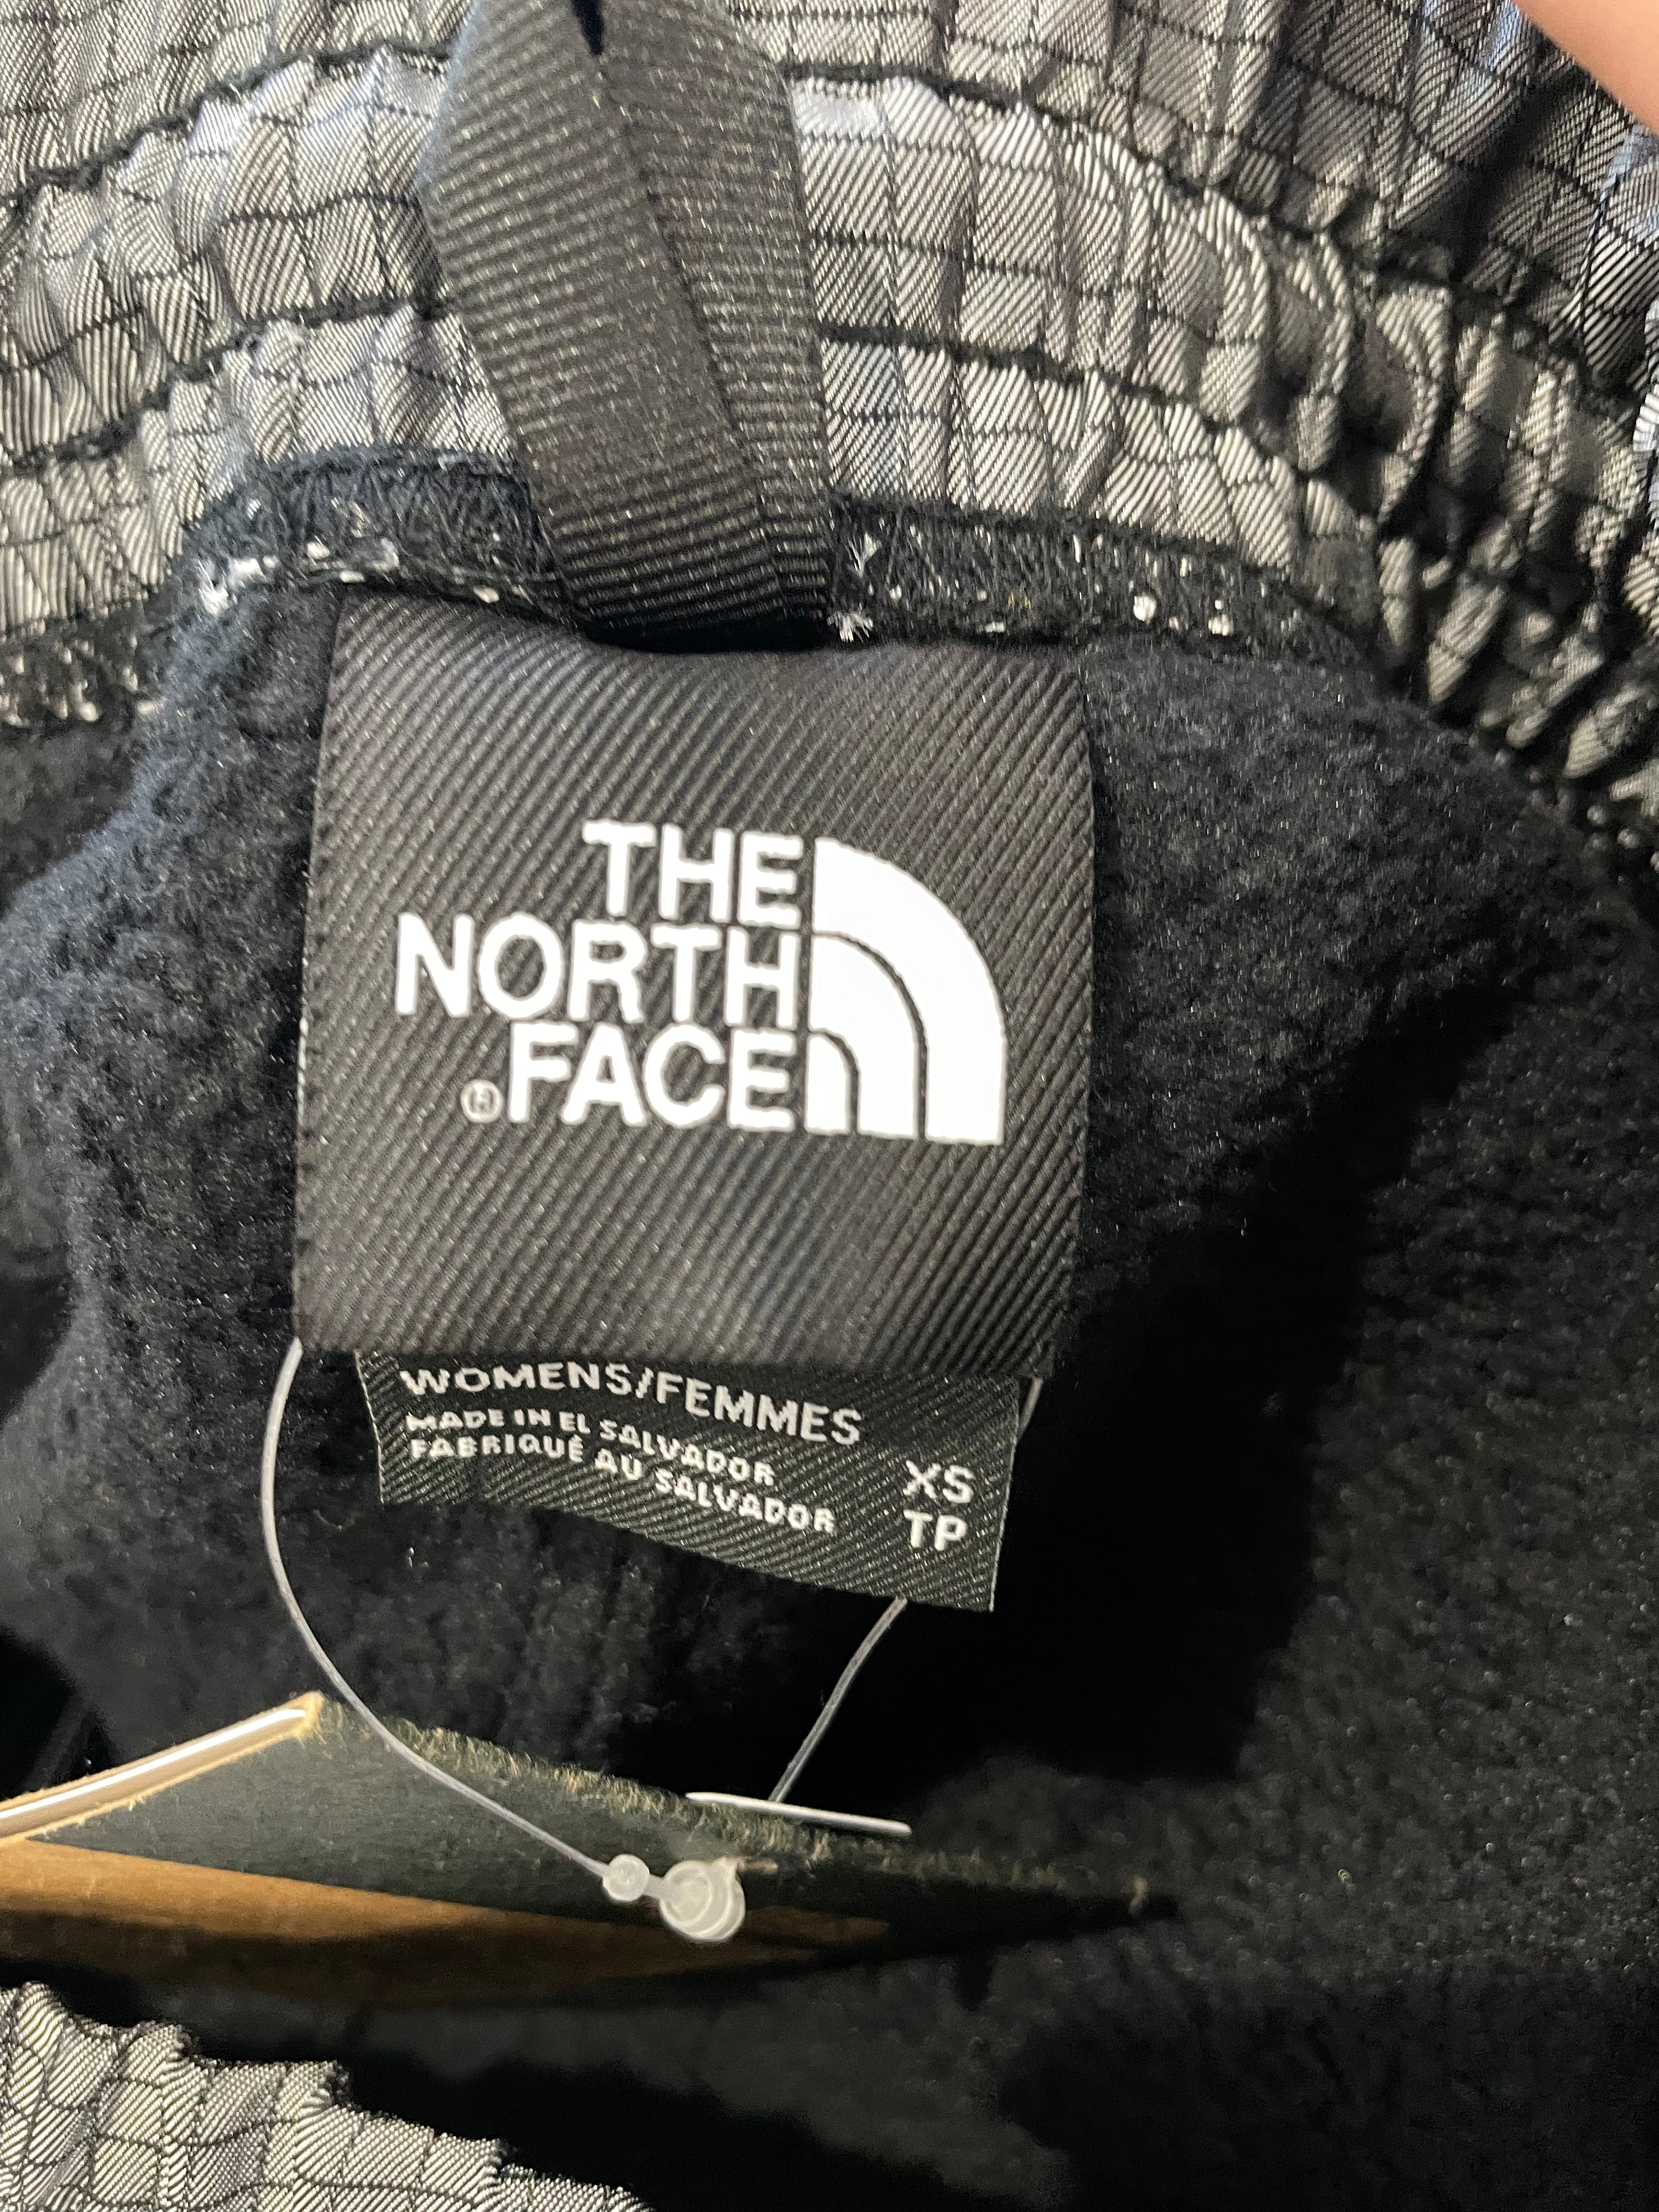 THE
NORTH
FACE
®
WOMENS/FEMMES
MADE IN EL SALVADOR
FABRIQUÉ AU
SALVADOR
XS
TP